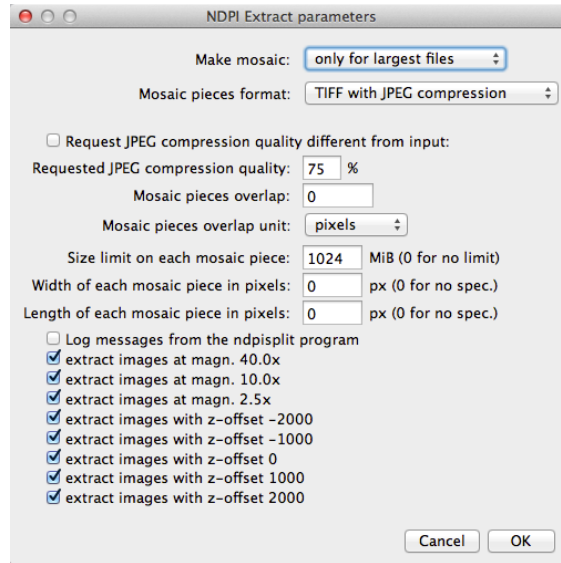 NDPI Extract parameters
Make mosaic: only for largest files
Mosaic pieces format: TIFF with JPEG compression
Request JPEG compression quality different from input:
Requested JPEG compression quality: 75 %
Mosaic pieces overlap: 0
Mosaic pieces overlap unit: pixels
Size limit on each mosaic piece: 1024 MiB (0 for no limit)
Width of each mosaic piece in pixels: 0 px (0 for no spec.)
Length of each mosaic piece in pixels: 0 px (0 for no spec.)
Log messages from the ndpisplit program
extract images at magn. 40.0x
extract images at magn. 10.0x
extract images at magn. 2.5x
extract images with z-offset -2000
extract images with z-offset -1000
extract images with z-offset 0
extract images with z-offset 1000
extract images with z-offset 2000
Cancel OK